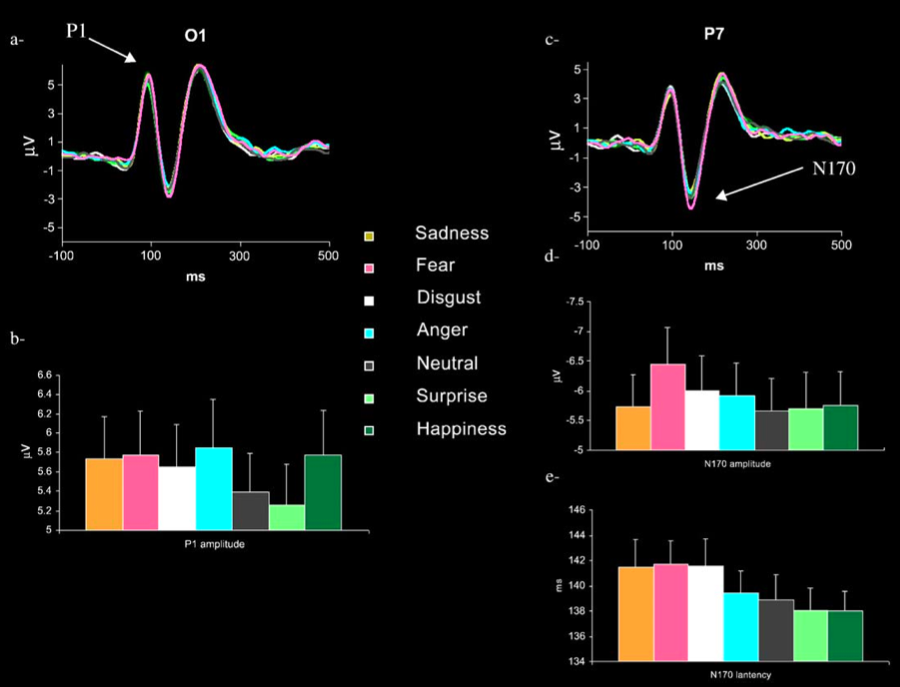 a-
P1
O1
5
3
1
-1
-3
-5
μV
-100
100
300
500
ms
c-
P7
5
3
1
-1
-3
-5
μV
N170
-100
100
300
500
ms
Sadness
Fear
Disgust
Anger
Neutral
Surprise
Happiness
b-
6.6
6.4
6.2
6
5.8
5.6
5.4
5.2
5
μV
P1 amplitude
d-
-7.5
-7
-6.5
-6
-5.5
-5
μV
N170 amplitude
e-
146
144
142
140
138
136
134
ms
N170 lantency